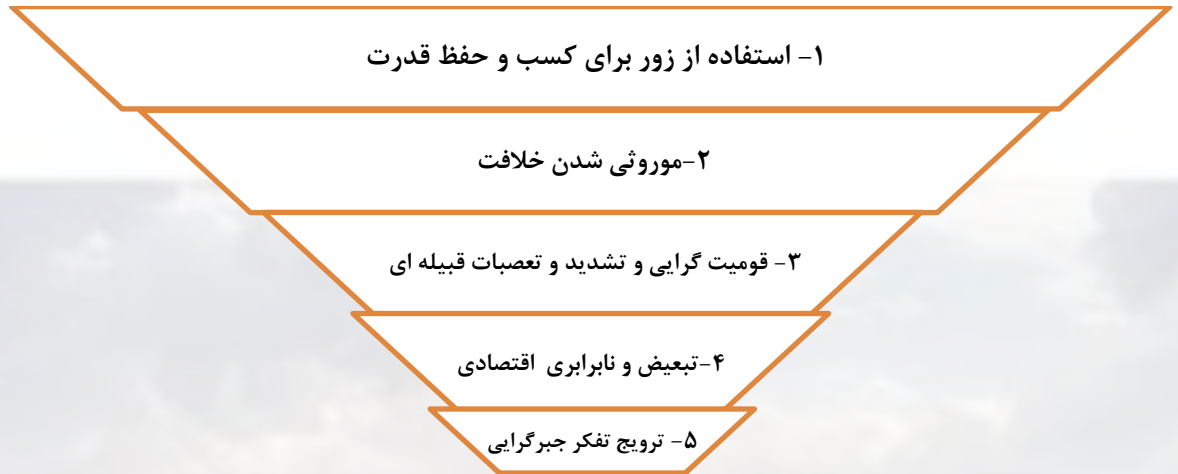 ۱- استفاده از زور برای کسب و حفظ قدرت
۲-موروثی شدن خلافت
۳- قومیت گرایی و تشدید و تعصبات قبیله ای
۴-تبعیض و نابرابری اقتصادی
۵- ترویج تفکر جبرگرایی